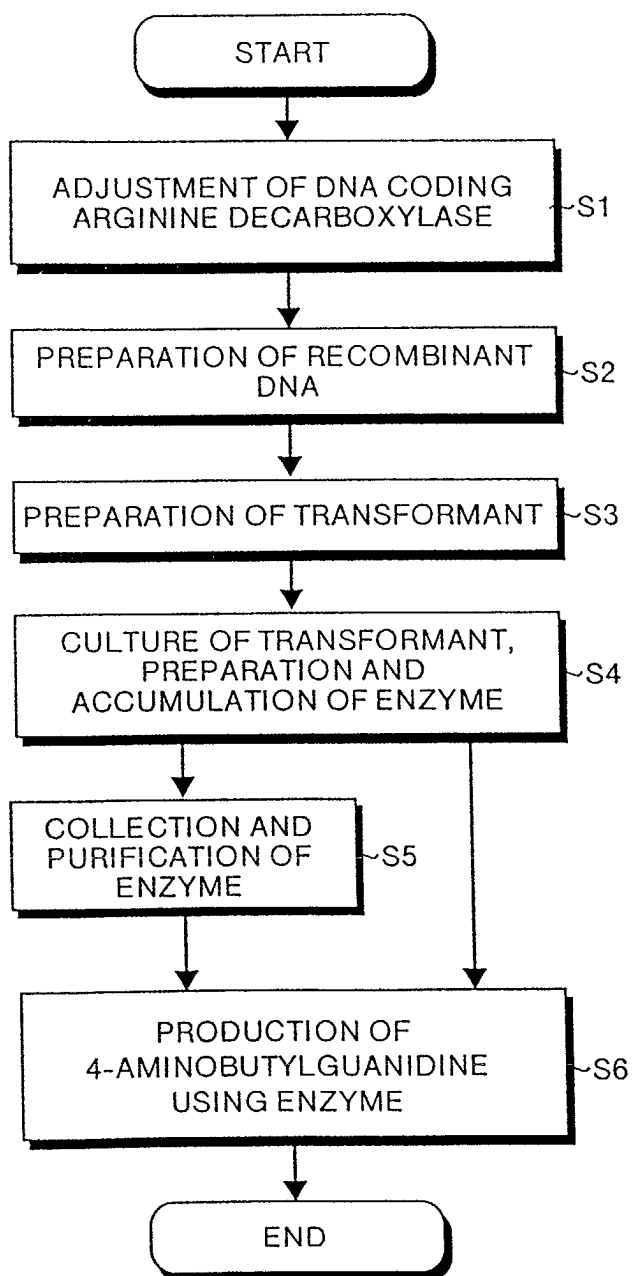 START
ADJUSTMENT OF DNA CODING
ARGININE DECARBOXYLASE
S1
PREPARATION OF RECOMBINANT
DNA
S2
PREPARATION OF TRANSFORMANT
S3
CULTURE OF TRANSFORMANT,
PREPARATION AND
ACCUMULATION OF ENZYME
S4
COLLECTION AND
PURIFICATION OF
ENZYME
S5
PRODUCTION OF
4-AMINOBUTYLGUANIDINE
USING ENZYME
S6
END